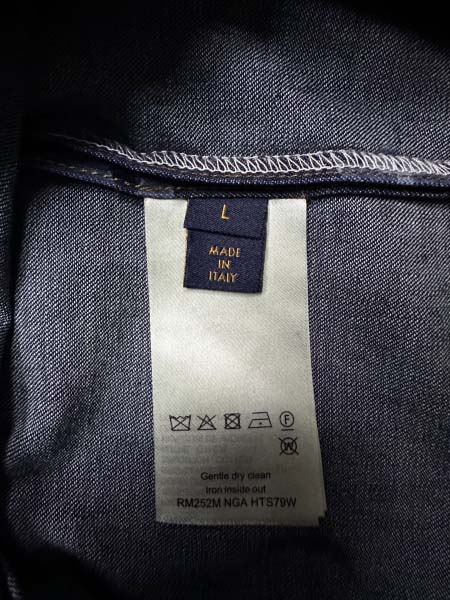 L
MADE
IN
ITALY
F
W
Gentle dry clean
Iron inside out
RM252M NGA HTS79W